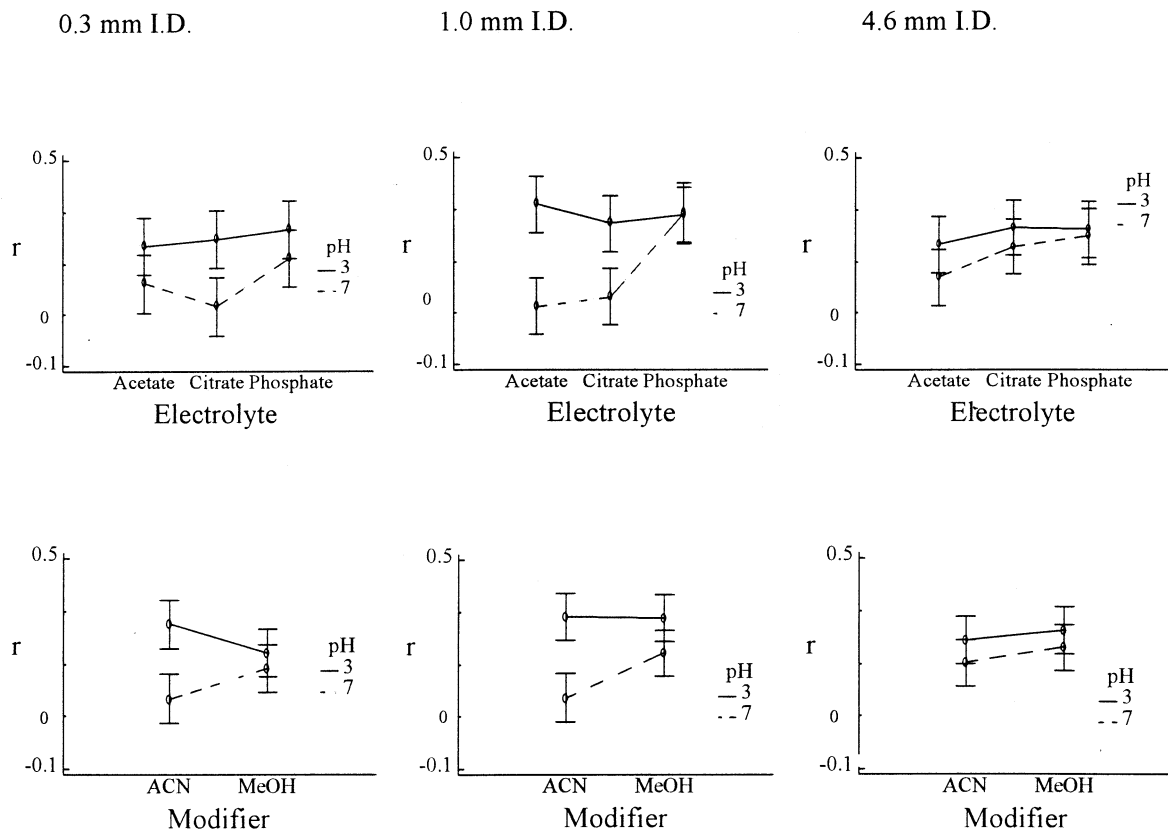 0.3 mm I.D.
1.0 mm I.D.
4.6 mm I.D.
0.5
r
0
-0.1
pH
3
7
Acetate Citrate Phosphate
Electrolyte
0.5
r
0
-0.1
pH
3
7
Acetate Citrate Phosphate
Electrolyte
0.5
r
0
-0.1
pH
3
7
Acetate Citrate Phosphate
Electrolyte
0.5
r
0
-0.1
pH
3
7
ACN MeOH
Modifier
0.5
r
0
-0.1
pH
3
7
ACN MeOH
Modifier
0.5
r
0
-0.1
pH
3
7
ACN MeOH
Modifier